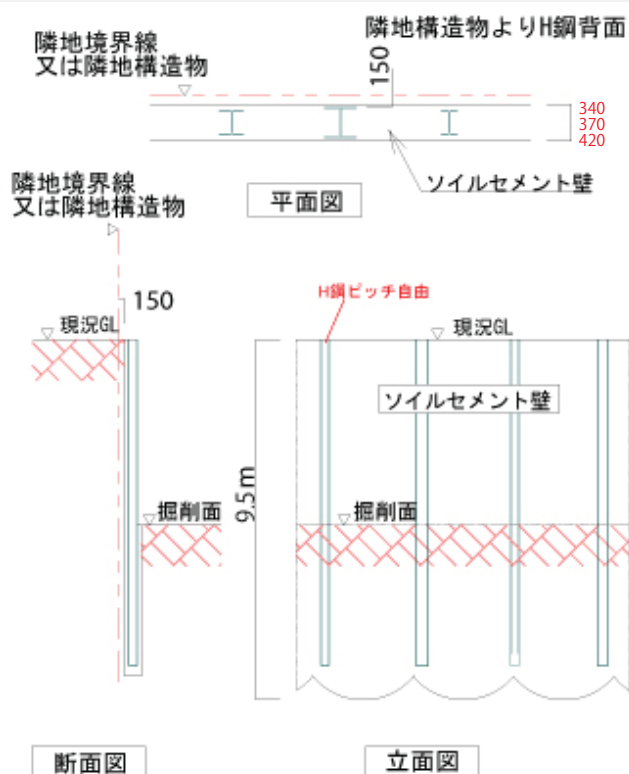 隣地境界線
又は隣地構造物
隣地構造物よりH鋼背面
150
340
370
420
ソイルセメント壁
平面図
隣地境界線
又は隣地構造物
150
現況GL
掘削面
断面図
H鋼ピッチ自由
現況GL
ソイルセメント壁
9.5m
掘削面
立面図